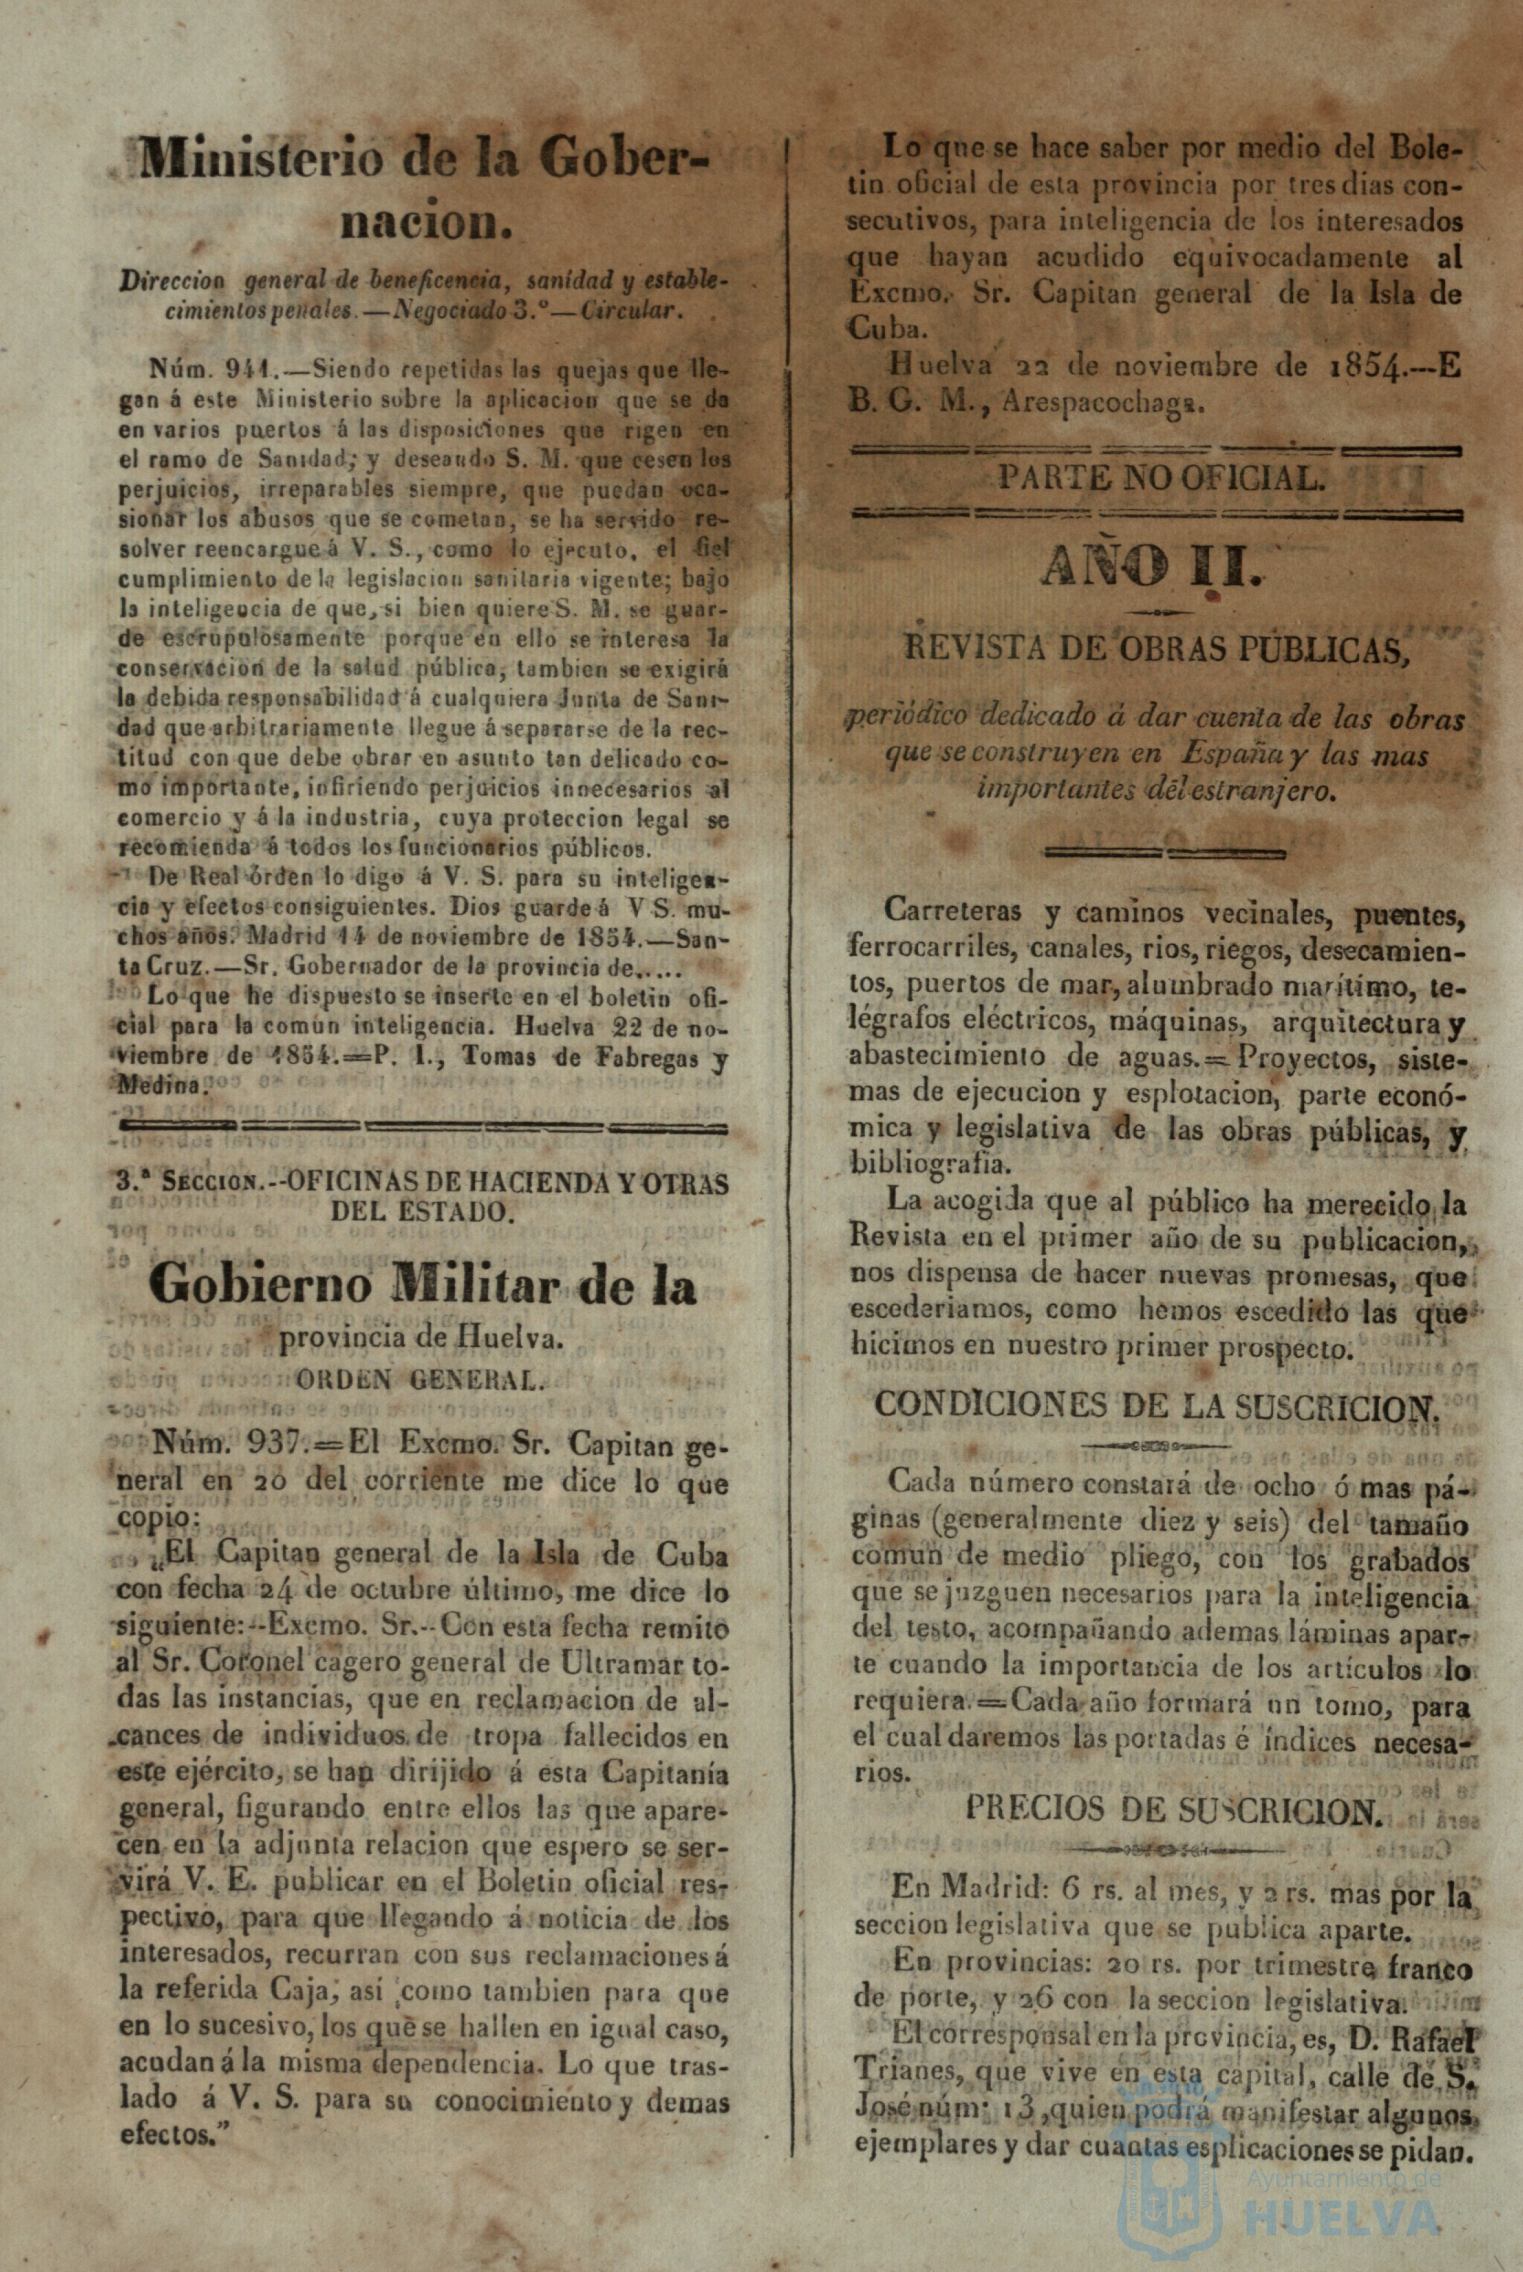 Ministerio de la Gober-
nacion.
Direccion general de beneficencia, sanidad y estable-
cimientos penales.—Negociado 3.º—Circular.
Núm. 941.—Siendo repetidas las quejas que lle-
gan á este Ministerio sobre la aplicacion que se da
en varios puertos á las disposiciones que rigen en
el ramo de Sanidad; y deseando S. M. que cesen los
perjuicios, irreparables siempre, que puedan oca-
sionar los abusos que se cometan, se ha servido re-
solver reencargue á V. S., como lo ejecuto, el fiel
cumplimiento de la legislacion sanitaria vigente; bajo
la inteligencia de que, si bien quiere S. M. se guar-
de escrupulosamente porque en ello se interesa la
conservacion de la salud pública, tambien se exigirá
la debida responsabilidad á cualquiera Junta de Sani-
dad que arbitrariamente llegue á separarse de la rec-
titud con que debe obrar en asunto tan delicado co-
mo importante, infiriendo perjuicios innecesarios al
comercio y á la industria, cuya proteccion legal se
recomienda á todos los funcionarios públicos.
De Real órden lo digo á V. S. para su inteligen-
cia y efectos consiguientes. Dios guarde á V S. mu-
chos años. Madrid 14 de noviembre de 1854.—San-
ta Cruz.—Sr. Gobernador de la provincia de.....
Lo que he dispuesto se inserte en el boletin ofi-
cial para la comun inteligencia. Huelva 22 de no-
viembre de 1854.=P. I., Tomas de Fabregas y
Medina.
3.ª SECCION.--OFICINAS DE HACIENDA Y OTRAS
DEL ESTADO.
Gobierno Militar de la
provincia de Huelva.
ORDEN GENERAL.
Núm. 937.=El Excmo. Sr. Capitan ge-
neral en 20 del corriente me dice lo que
copio:
„El Capitan general de la Isla de Cuba
con fecha 24 de octubre último, me dice lo
siguiente:--Excmo. Sr.--Con esta fecha remito
al Sr. Coronel cagero general de Ultramar to-
das las instancias, que en reclamacion de al-
cances de individuos de tropa fallecidos en
este ejército, se han dirijido á esta Capitanía
general, figurando entre ellos las que apare-
cen en la adjunta relacion que espero se ser-
virá V. E. publicar en el Boletin oficial res-
pectivo, para que llegando á noticia de los
interesados, recurran con sus reclamaciones á
la referida Caja; así como tambien para que
en lo sucesivo, los que se hallen en igual caso,
acudan á la misma dependencia. Lo que tras-
lado á V. S. para su conocimiento y demas
efectos.”
Lo que se hace saber por medio del Bole-
tin oficial de esta provincia por tres dias con-
secutivos, para inteligencia de los interesados
que hayan acudido equivocadamente al
Excmo. Sr. Capitan general de la Isla de
Cuba.
Huelva 22 de noviembre de 1854.---E
B. G. M., Arespacochaga.
PARTE NO OFICIAL.
AÑO II.
REVISTA DE OBRAS PÚBLICAS,
periódico dedicado á dar cuenta de las obras
que se construyen en España y las mas
importantes del estranjero.
Carreteras y caminos vecinales, puentes,
ferrocarriles, canales, rios, riegos, desecamien-
tos, puertos de mar, alumbrado marítimo, te-
légrafos eléctricos, máquinas, arquitectura y
abastecimiento de aguas.=Proyectos, siste-
mas de ejecucion y esplotacion, parte econó-
mica y legislativa de las obras públicas, y
bibliografia.
La acogida que al público ha merecido la
Revista en el primer año de su publicacion,
nos dispensa de hacer nuevas promesas, que
escederiamos, como hemos escedido las que
hicimos en nuestro primer prospecto.
CONDICIONES DE LA SUSCRICION.
Cada número constará de ocho ó mas pá-
ginas (generalmente diez y seis) del tamaño
comun de medio pliego, con los grabados
que se juzguen necesarios para la inteligencia
del testo, acompañando ademas láminas apar-
te cuando la importancia de los artículos lo
requiera.=Cada año formará un tomo, para
el cual daremos las portadas é índices necesa-
rios.
PRECIOS DE SUSCRICION.
En Madrid: 6 rs. al mes, y 2 rs. mas por la
seccion legislativa que se publica aparte.
En provincias: 20 rs. por trimestre franco
de porte, y 26 con la seccion legislativa.
El corresponsal en la provincia, es, D. Rafael
Trianes, que vive en esta capital, calle de S.
José núm: 13, quien podrá manifestar algunos
ejemplares y dar cuantas esplicaciones se pidan.
Ayuntamiento de
HUELVA